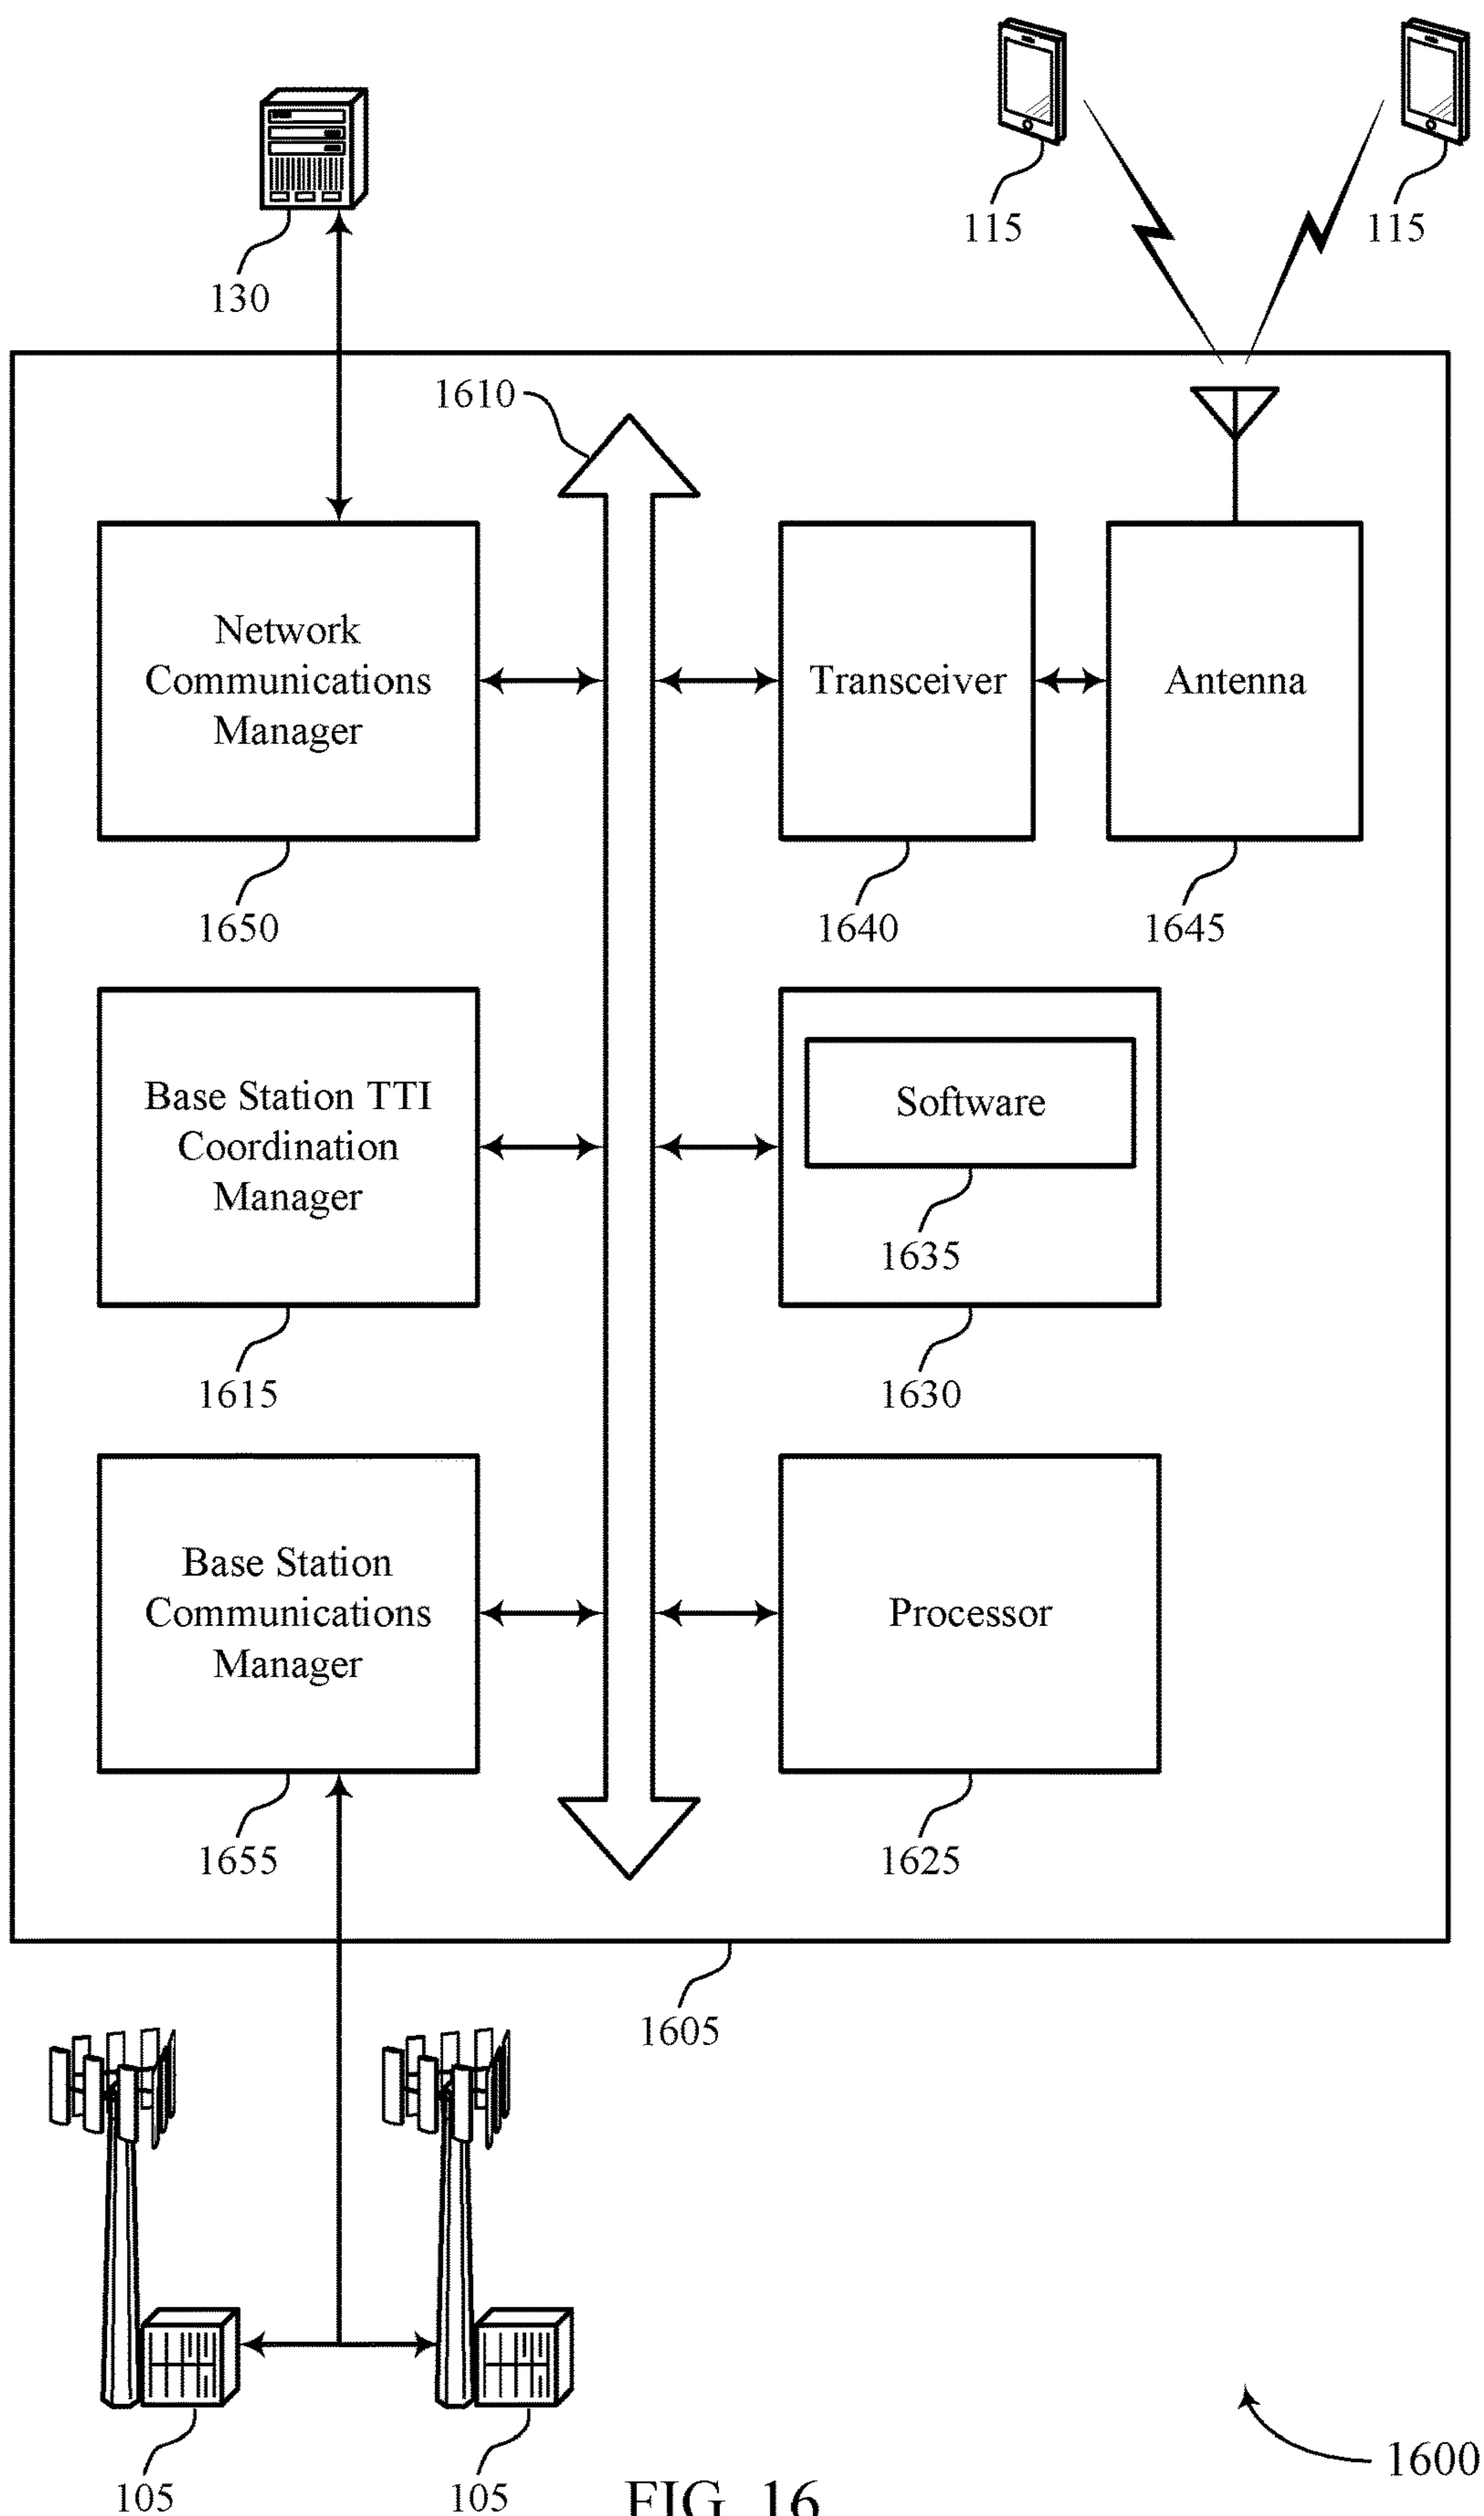 115
115
130
1610
Network
Communications
Manager
Transceiver
Antenna
1650
1640
1645
Base Station TTI
Coordination
Manager
Software
1635
1615
1630
Base Station
Communications
Manager
Processor
1655
1625
1605
105
105
1600
FIG. 16